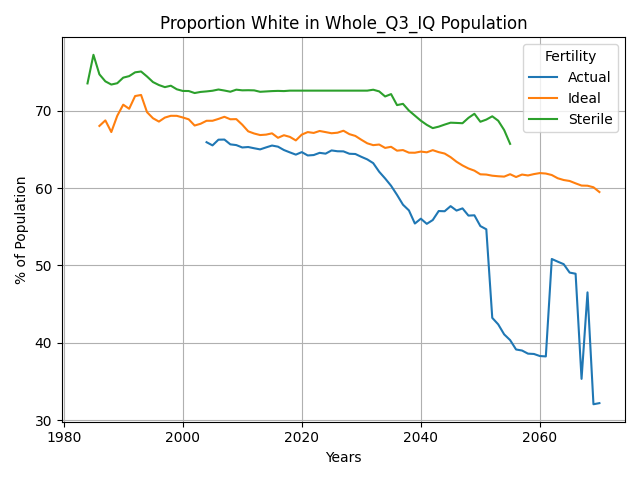 Proportion White in Whole_Q3_IQ Population
Fertility
Actual
Ideal
Sterile
% of Population
70
60
50
40
30
1980
2000
2020
2040
2060
Years